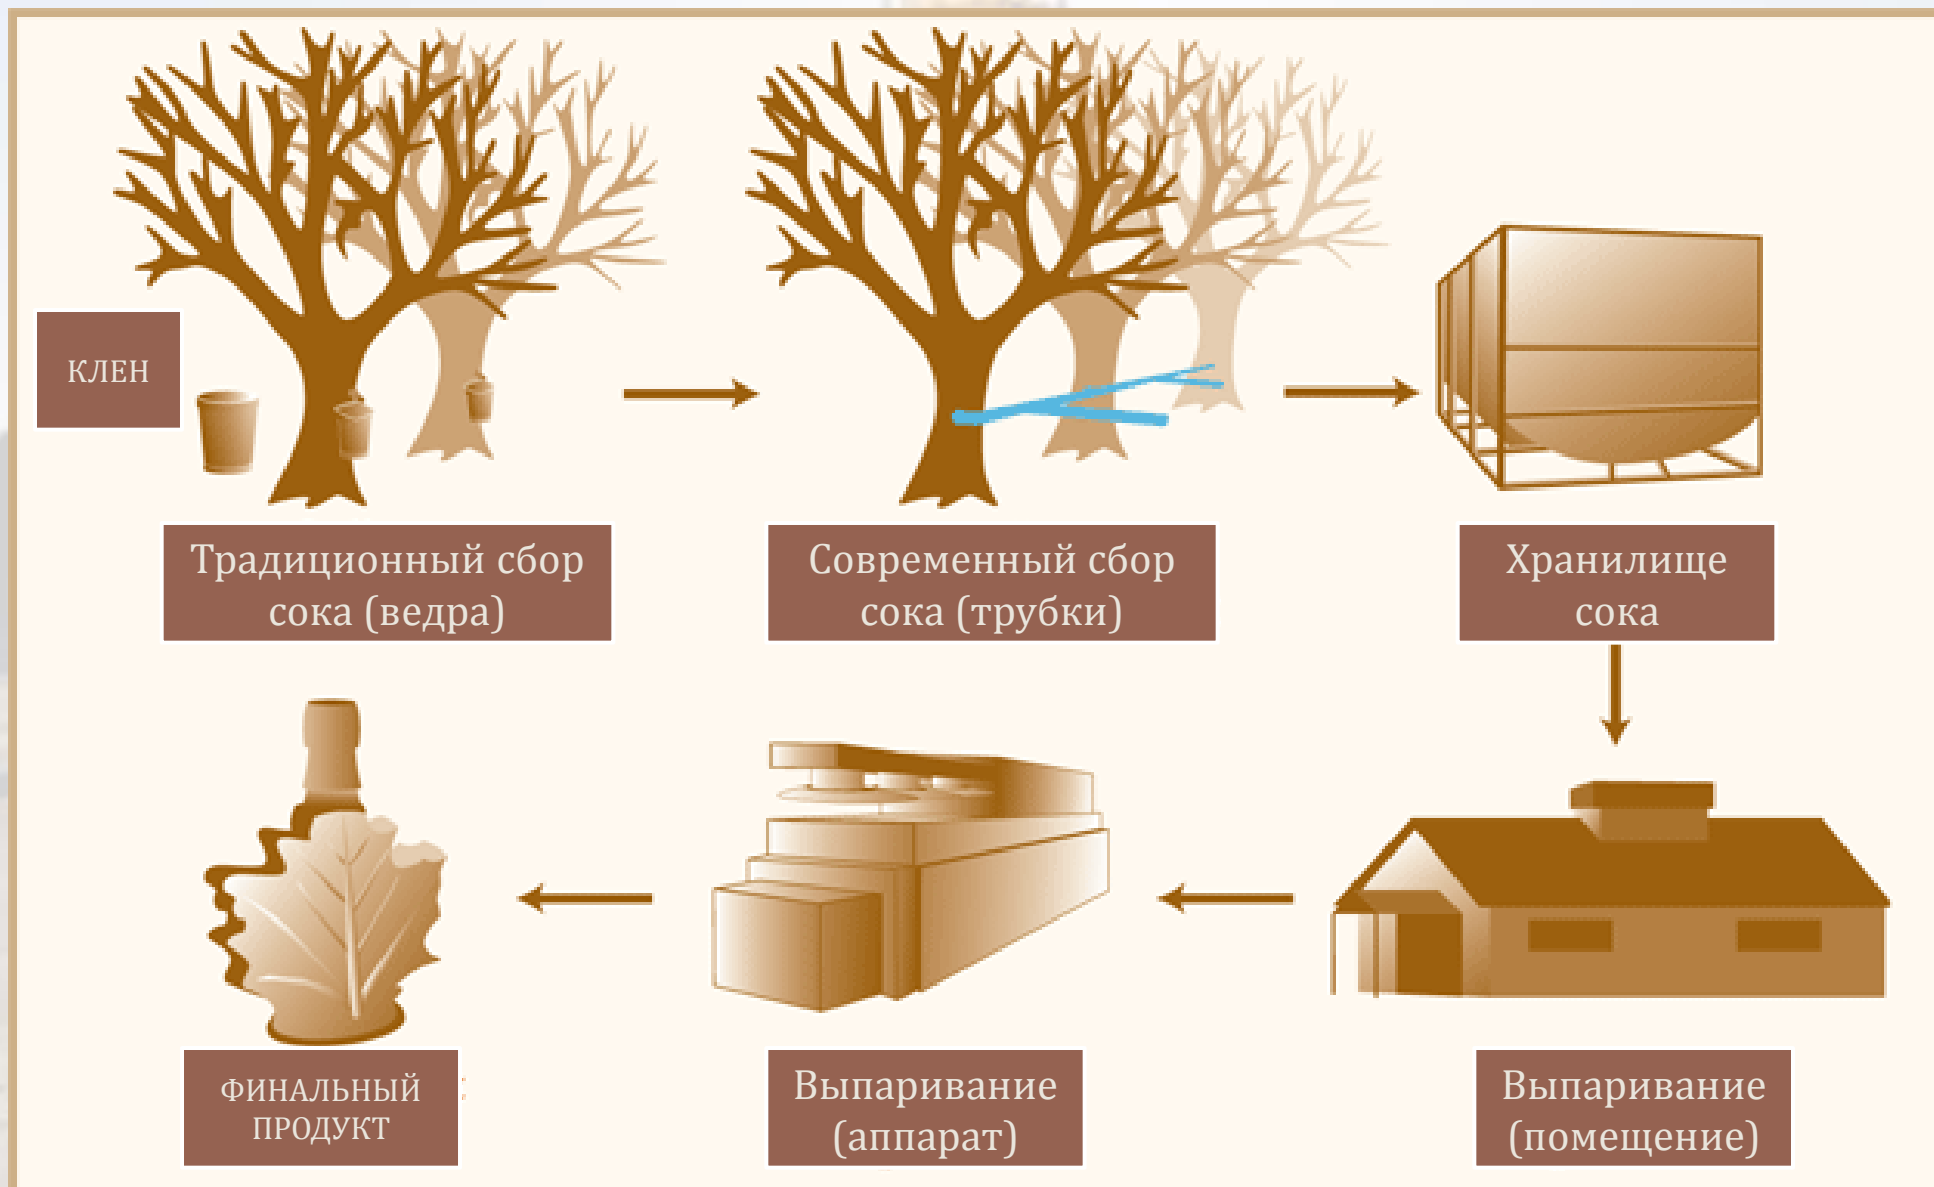 КЛЕН
Традиционный сбор
сока (ведра)
Современный сбор
сока (трубки)
Хранилище
сока
ФИНАЛЬНЫЙ
ПРОДУКТ
Выпаривание
(аппарат)
Выпаривание
(помещение)